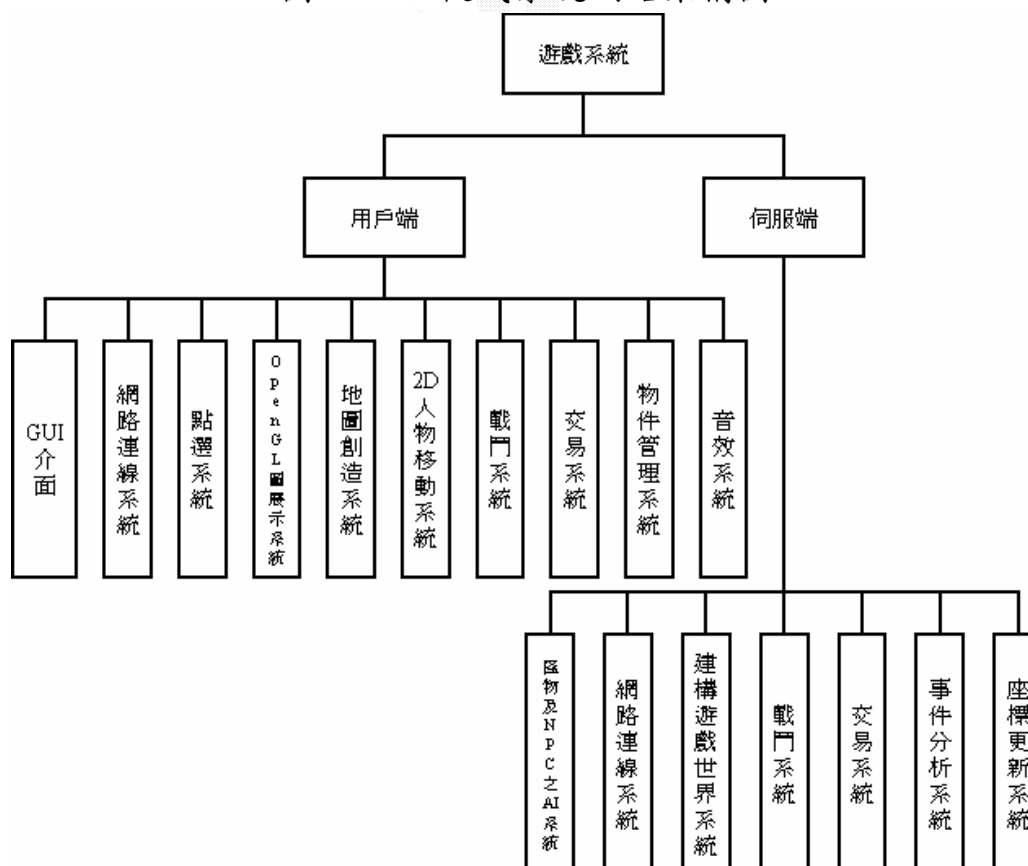 遊戲系統
用戶端
伺服端
GUI介面
網路連線系統
點選系統
OpenGL圖展示系統
地圖創造系統
2D人物移動系統
戰鬥系統
交易系統
物件管理系統
音效系統
物及NPC之AI系統
網路連線系統
建構遊戲世界系統
戰鬥系統
交易系統
事件分析系統
座標更新系統